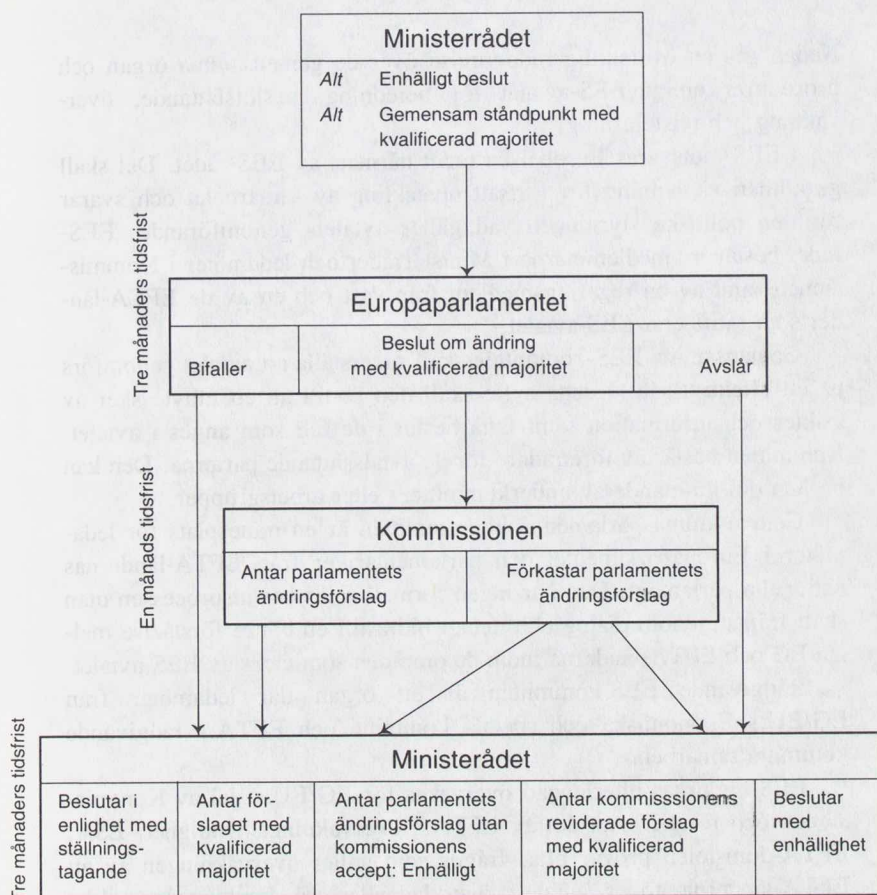 Ministerrådet
Alt Enhälligt beslut
Alt Gemensam ståndpunkt med
kvalificerad majoritet
Tre månaders tidsfrist
Europaparlamentet
Bifaller
Beslut om ändring
med kvalificerad majoritet
Avslår
En månads tidsfrist
Kommissionen
Antar parlamentets
ändringsförslag
Förkastar parlamentets
ändringsförslag
Tre månaders tidsfrist
Ministerådet
Beslutar i
enlighet med
ställnings-
tagande
Antar för-
slaget med
kvalificerad
majoritet
Antar parlamentets
ändringsförslag utan
kommissionens
accept: Enhälligt
Antar kommisssionens
reviderade förslag
med kvalificerad
majoritet
Beslutar
med
enhällighet